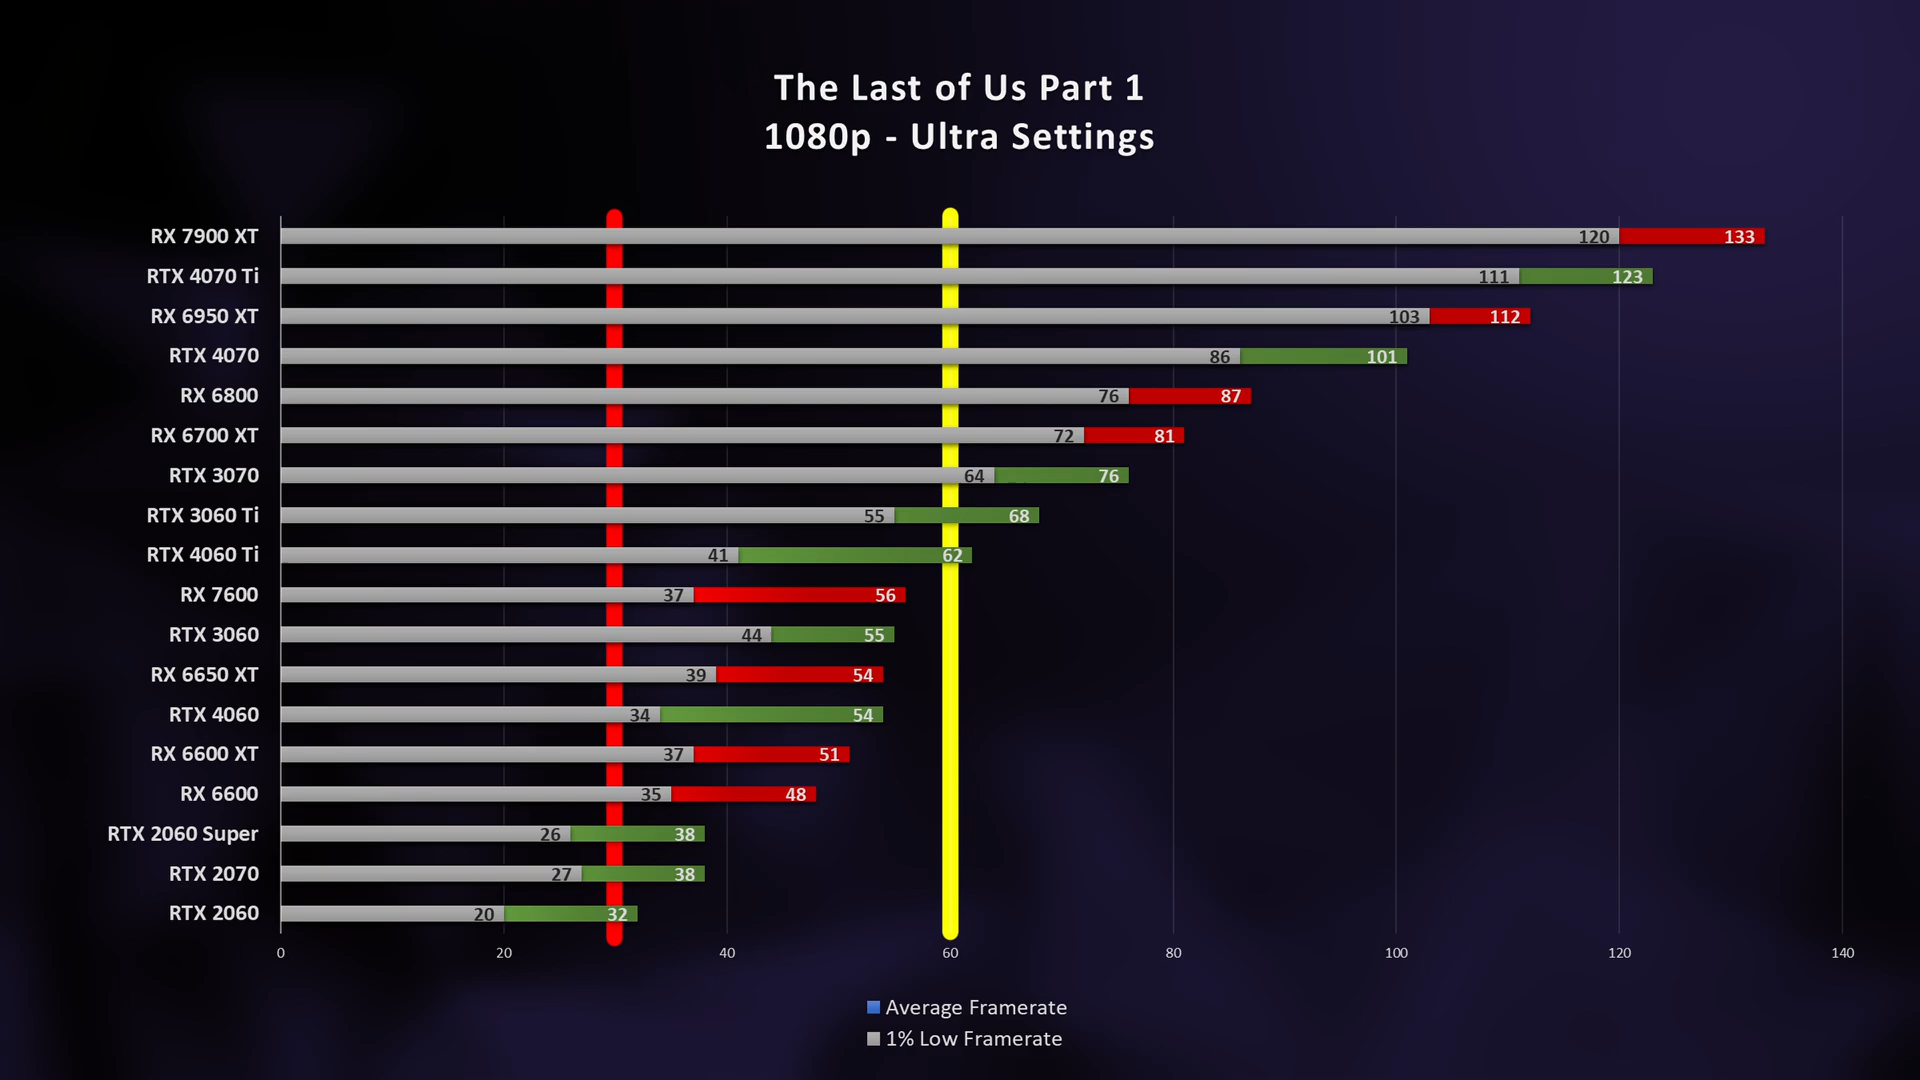 The Last of Us Part 1
1080p - Ultra Settings
RX 7900 XT 120 133
RTX 4070 Ti 111 123
RX 6950 XT 103 112
RTX 4070 86 101
RX 6800 76 87
RX 6700 XT 72 81
RTX 3070 64 76
RTX 3060 Ti 55 68
RTX 4060 Ti 41 62
RX 7600 37 56
RTX 3060 44 55
RX 6650 XT 39 54
RTX 4060 34 54
RX 6600 XT 37 51
RX 6600 35 48
RTX 2060 Super 26 38
RTX 2070 27 38
RTX 2060 20 32
0 20 40 60 80 100 120 140
Average Framerate
1% Low Framerate